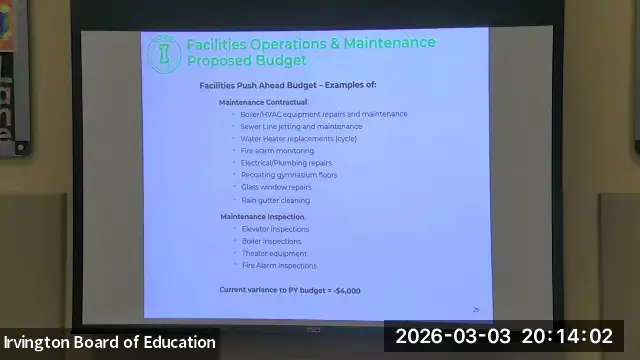 Facilities Operations & Maintenance
Proposed Budget
Facilities Push Ahead Budget – Examples of:
Maintenance Contractual:
Boiler/HVAC equipment repairs and maintenance
Sewer Line jetting and maintenance
Water Heater replacements (cycle)
Fire alarm monitoring
Electrical/Plumbing repairs
Recoating gymnasium floors
Glass window repairs
Rain gutter cleaning
Maintenance Inspection
Elevator inspections
Boiler inspections
Theater equipment
Fire Alarm inspections
Current variance to PY budget = -$4,000
Irvington Board of Education
2026-03-03 20:14:02